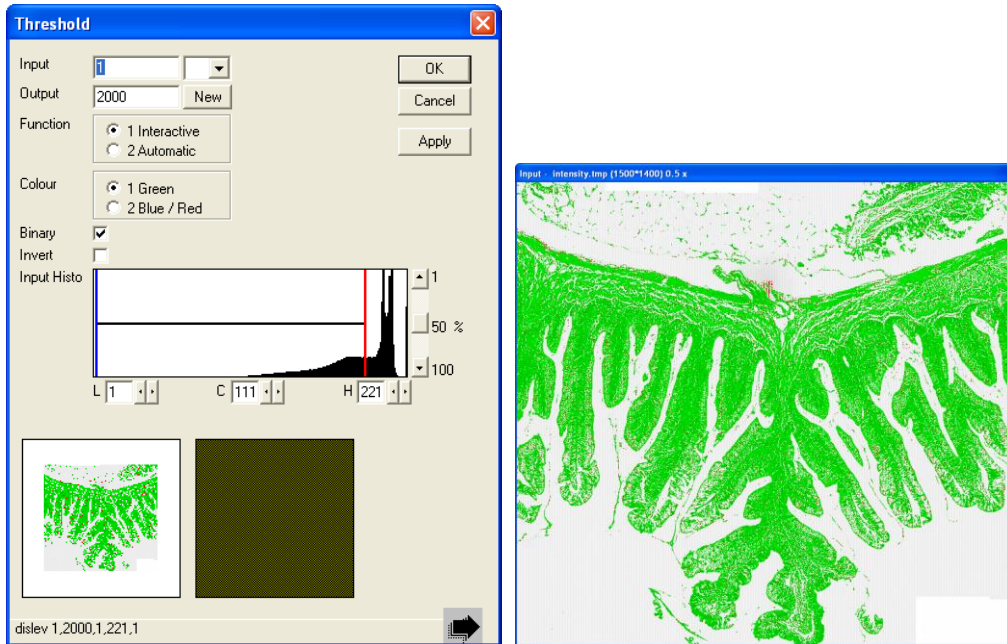 Threshold
Input 1
OK
Output 2000 New
Cancel
Function 1 Interactive
2 Automatic
Apply
Colour 1 Green
2 Blue / Red
Binary
Invert
Input Histo 1
50 %
100
L 1 C 111 H 221
dislev 1,2000,1,221,1
Input - intensity.tmp (1500*1400) 0.5 x